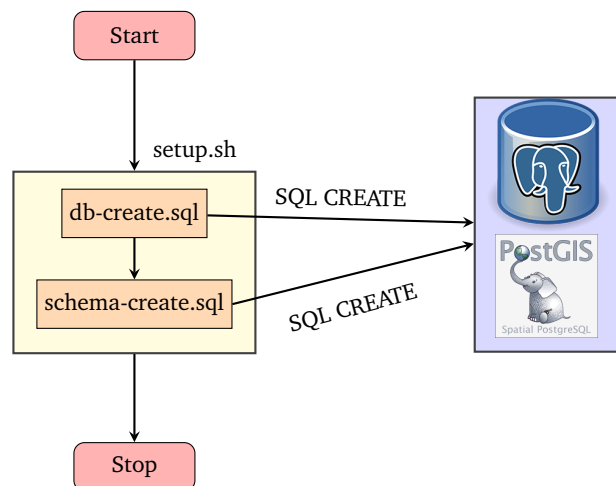 Start
setup.sh
db-create.sql
SQL CREATE
schema-create.sql
SQL CREATE
PostGIS
Spatial PostgreSQL
Stop